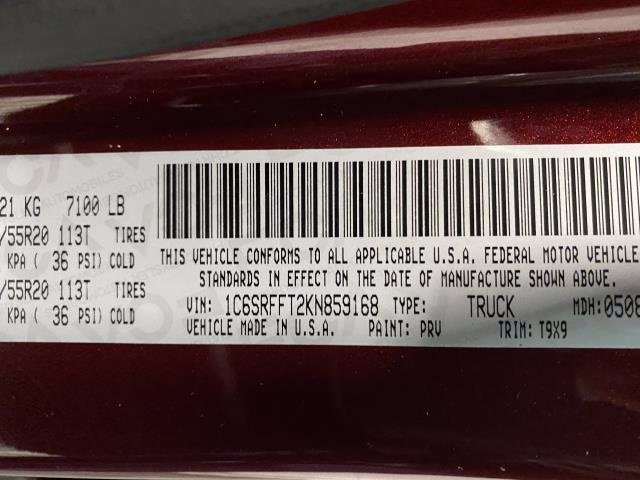 21 KG 7100 LB
/55R20 113T TIRES
KPA ( 36 PSI) COLD
/55R20 113T TIRES
KPA ( 36 PSI) COLD
THIS VEHICLE CONFORMS TO ALL APPLICABLE U.S.A. FEDERAL MOTOR VEHICLE
STANDARDS IN EFFECT ON THE DATE OF MANUFACTURE SHOWN ABOVE.
VIN: 1C6SRFFT2KN859168 TYPE: TRUCK MDH: 0508
VEHICLE MADE IN U.S.A. PAINT: PRV TRIM: T9X9